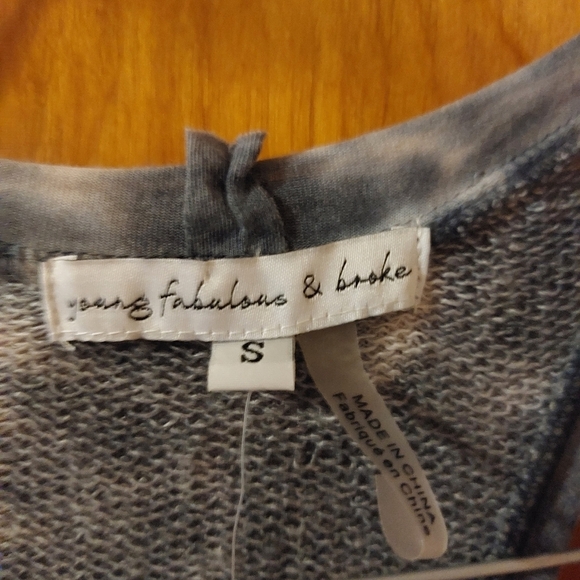 young fabulous & broke
S
MADE IN CHINA
Fabriqué en Chine